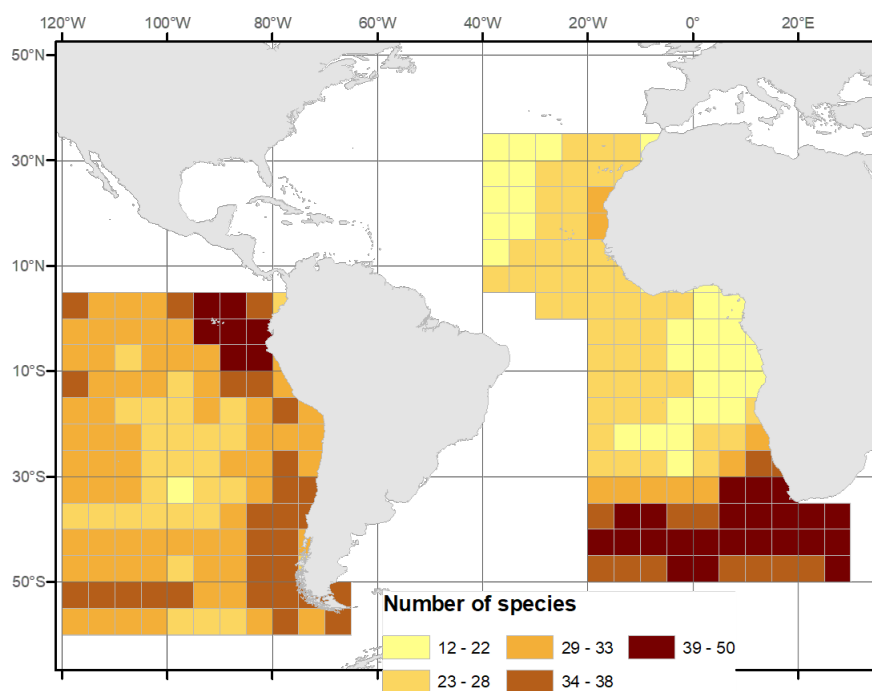 120°W 100°W 80°W 60°W 40°W 20°W 0° 20°E
50°N
30°N
10°N
10°S
30°S
50°S
Number of species
12 - 22 29 - 33 39 - 50
23 - 28 34 - 38